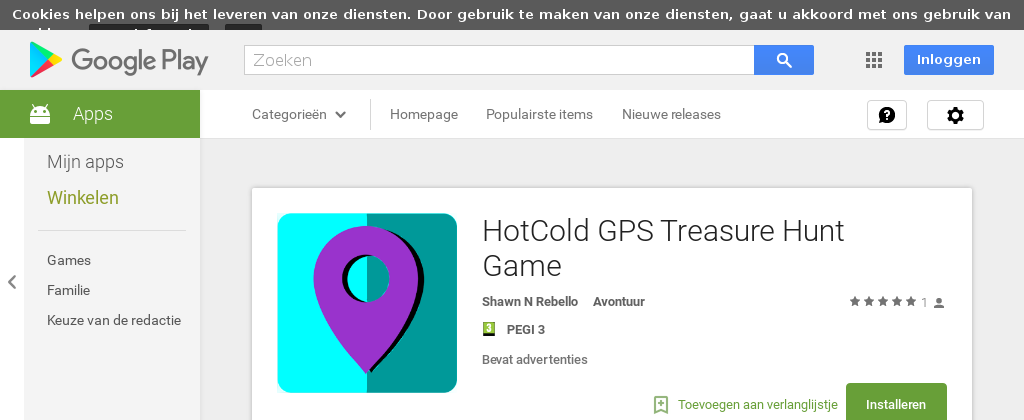 Cookies helpen ons bij het leveren van onze diensten. Door gebruik te maken van onze diensten, gaat u akkoord met ons gebruik van
Google Play
Zoeken
Inloggen
Apps
Categorieën
Homepage
Populairste items
Nieuwe releases
Mijn apps
Winkelen
Games
Familie
Keuze van de redactie
HotCold GPS Treasure Hunt
Game
Shawn N Rebello Avontuur
1
3 PEGI 3
Bevat advertenties
Toevoegen aan verlanglijstje
Installeren